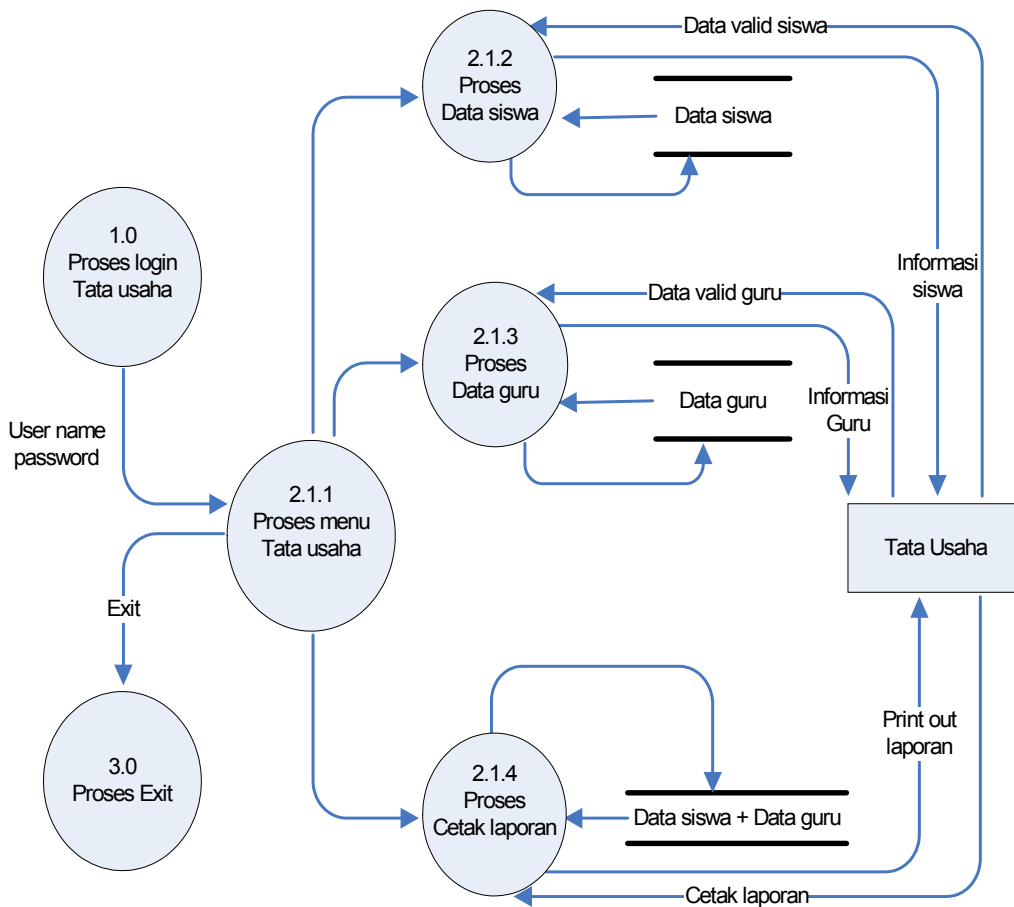 Data valid siswa
2.1.2
Proses
Data siswa
Data siswa
1.0
Proses login
Tata usaha
Informasi
siswa
Data valid guru
2.1.3
Proses
Data guru
Data guru
Informasi
Guru
User name
password
2.1.1
Proses menu
Tata usaha
Tata Usaha
Exit
3.0
Proses Exit
Print out
laporan
2.1.4
Proses
Cetak laporan
Data siswa + Data guru
Cetak laporan